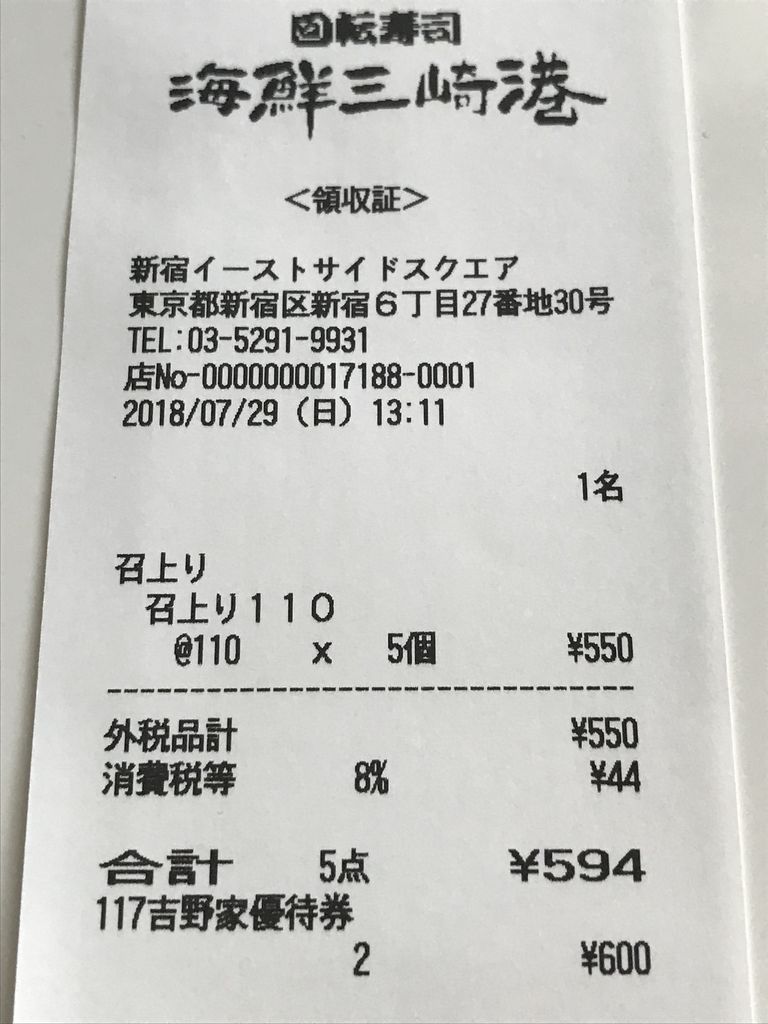 回転寿司
海鮮三崎港
＜領収証＞
新宿イーストサイドスクエア
東京都新宿区新宿６丁目27番地30号
TEL:03-5291-9931
店No-0000000017188-0001
2018/07/29（日）13:11
1名
召上り
召上り１１０
@110 x 5個 ¥550
--------------------------------
外税品計 ¥550
消費税等 8% ¥44
合計 5点 ¥594
117吉野家優待券
2 ¥600